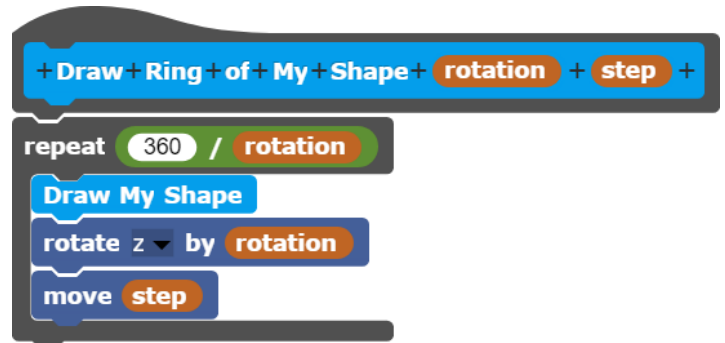 +Draw+Ring+of+My+Shape+ rotation + step +
repeat 360 / rotation
Draw My Shape
rotate z by rotation
move step